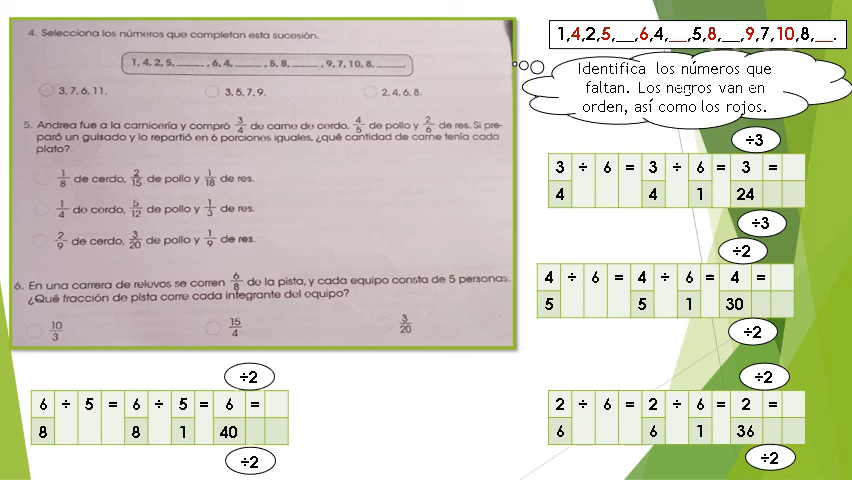 4. Selecciona los números que completan esta sucesión.
1, 4, 2, 5, _____ , 6, 4, _____ , 5, 8, _____ , 9, 7, 10, 8, _____.
3, 7, 6, 11.
3, 5, 7, 9.
2, 4, 6, 8.
5. Andrea fue a la carnicería y compró 3/4 de carne de cerdo, 4/5 de pollo y 2/6 de res. Si pre-
paró un guisado y lo repartió en 6 porciones iguales, ¿qué cantidad de carne tenía cada
plato?
1/8 de cerdo, 2/15 de pollo y 1/18 de res.
1/4 de cerdo, 5/12 de pollo y 1/3 de res.
2/9 de cerdo, 3/20 de pollo y 1/9 de res.
6. En una carrera de relevos se corren 6/8 de la pista, y cada equipo consta de 5 personas.
¿Qué fracción de pista corre cada integrante del equipo?
10/3
15/4
3/20
1,4,2,5,__,6,4,__,5,8,__,9,7,10,8,__.
Identifica los números que
faltan. Los negros van en
orden, así como los rojos.
÷3
3 ÷ 6 = 3 ÷ 6 = 3 =
4 4 1 24
÷3
÷2
4 ÷ 6 = 4 ÷ 6 = 4 =
5 5 1 30
÷2
÷2
6 ÷ 5 = 6 ÷ 5 = 6 =
8 8 1 40
÷2
÷2
2 ÷ 6 = 2 ÷ 6 = 2 =
6 6 1 36
÷2